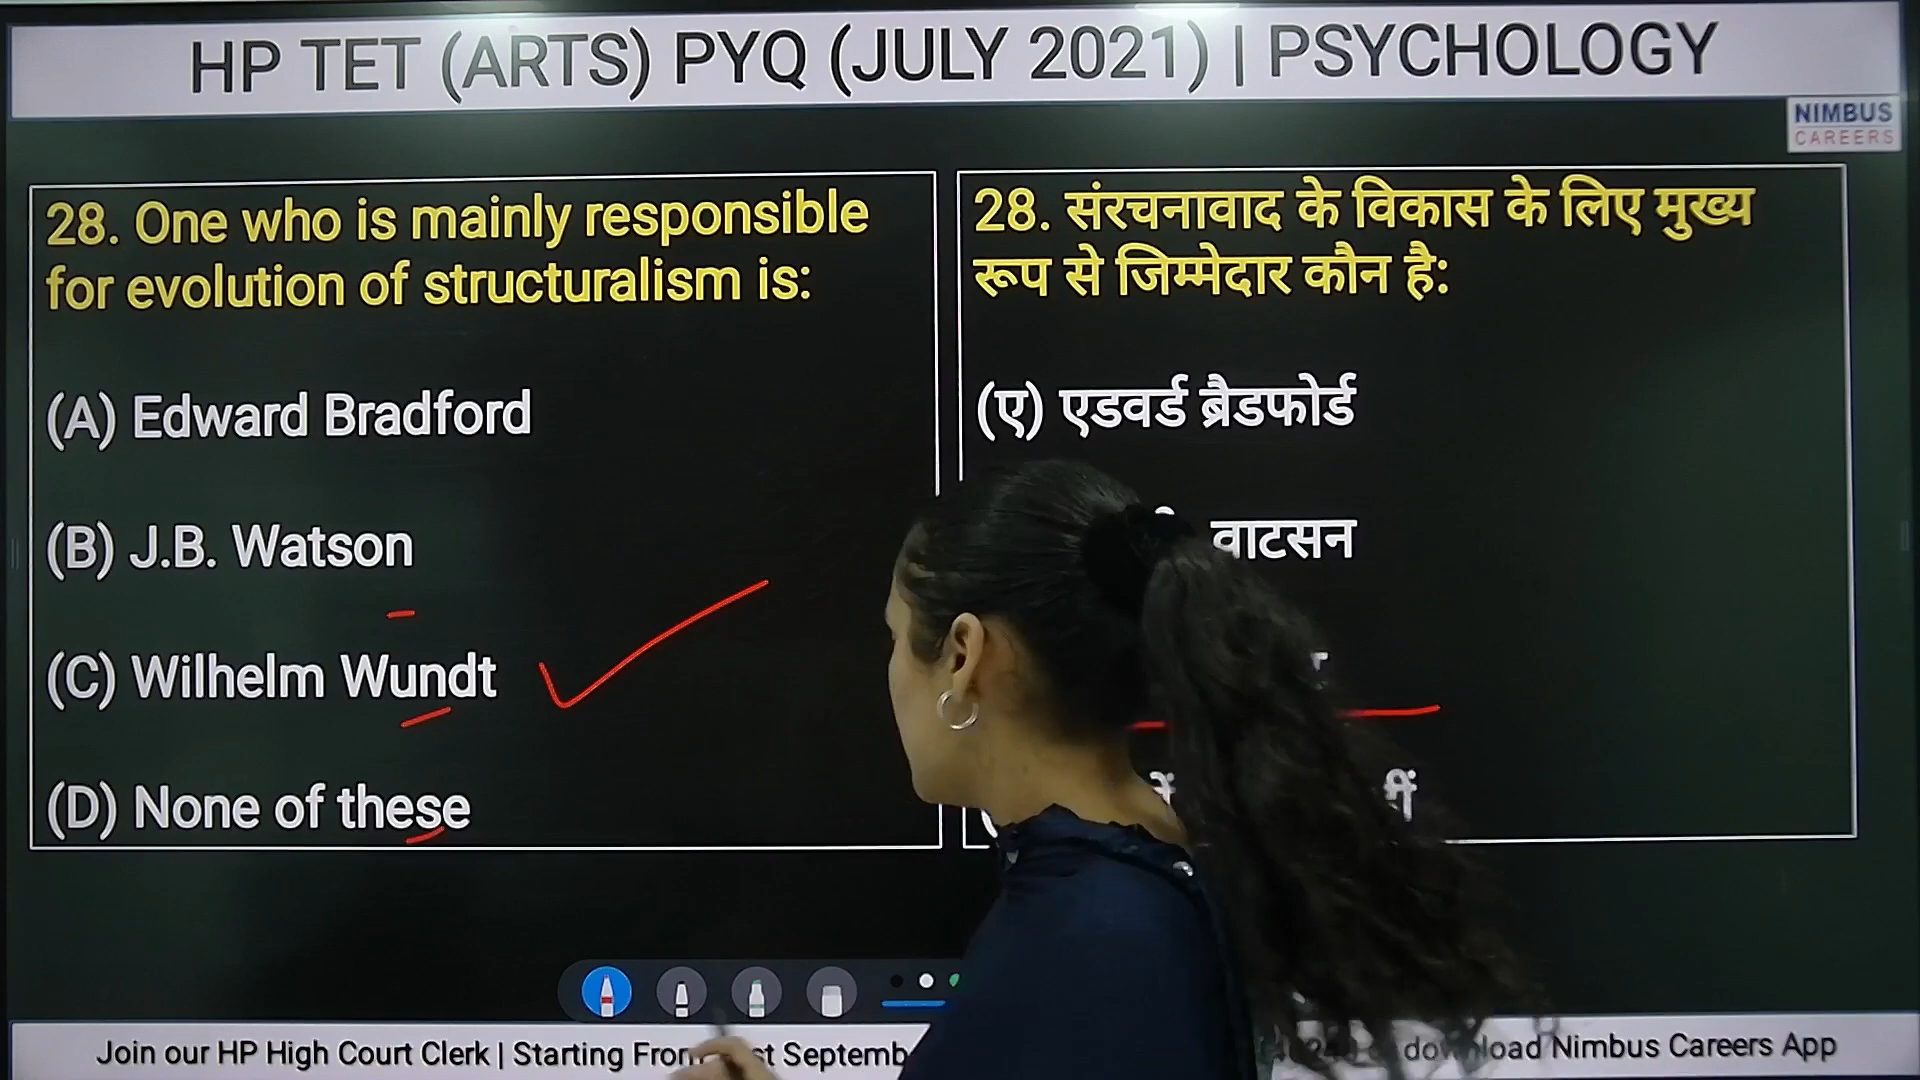 HP TET (ARTS) PYQ (JULY 2021) | PSYCHOLOGY
NIMBUS
CAREERS
28. One who is mainly responsible
for evolution of structuralism is:
(A) Edward Bradford
(B) J.B. Watson
(C) Wilhelm Wundt
(D) None of these
28. संरचनावाद के विकास के लिए मुख्य
रूप से जिम्मेदार कौन है:
(ए) एडवर्ड ब्रैडफोर्ड
वाटसन
Join our HP High Court Clerk | Starting From download Nimbus Careers App